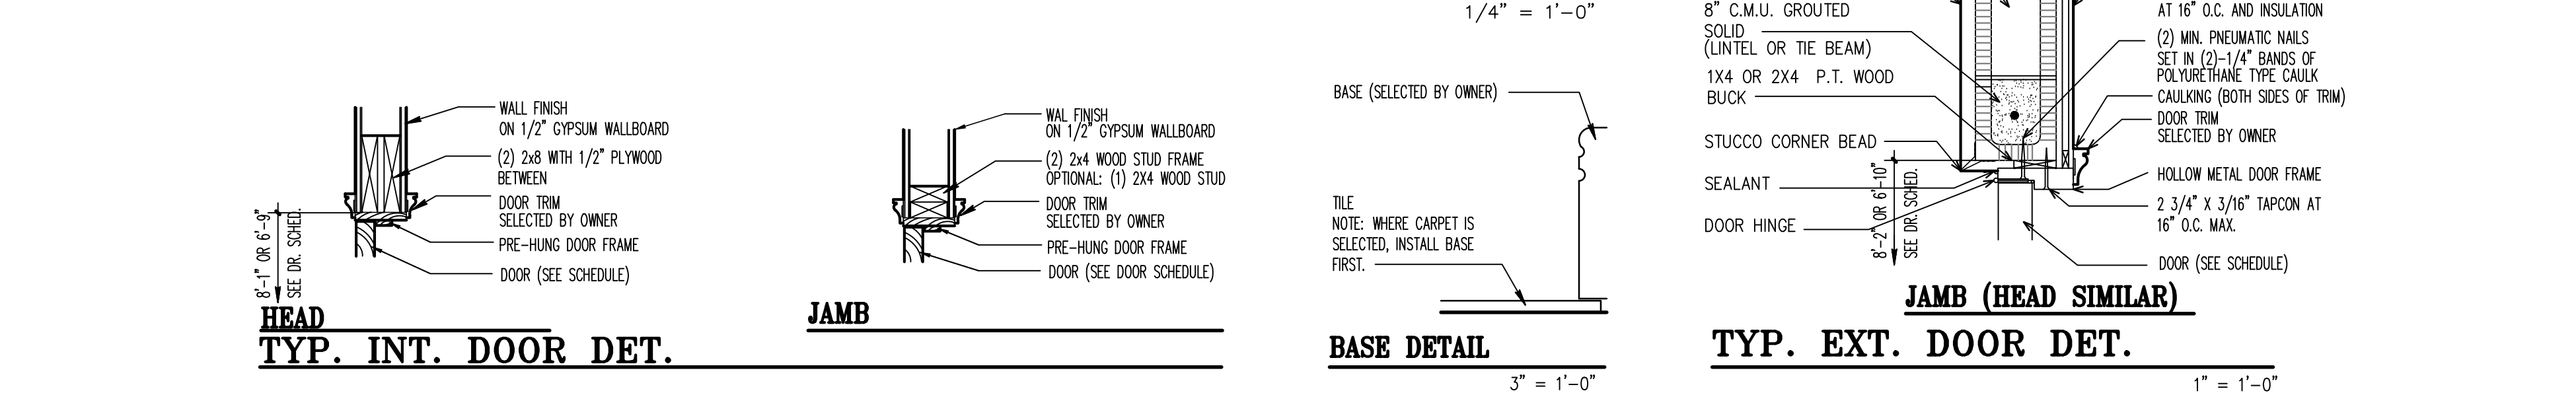 WALL FINISH
ON 1/2" GYPSUM WALLBOARD
(2) 2x8 WITH 1/2" PLYWOOD
BETWEEN
DOOR TRIM
SELECTED BY OWNER
PRE-HUNG DOOR FRAME
DOOR (SEE SCHEDULE)
8'-1" OR 6'-9"
SEE DR. SCHED.
HEAD
WAL FINISH
ON 1/2" GYPSUM WALLBOARD
(2) 2x4 WOOD STUD FRAME
OPTIONAL: (1) 2X4 WOOD STUD
DOOR TRIM
SELECTED BY OWNER
PRE-HUNG DOOR FRAME
DOOR (SEE DOOR SCHEDULE)
JAMB
TYP. INT. DOOR DET.
1/4" = 1'-0"
BASE (SELECTED BY OWNER)
TILE
NOTE: WHERE CARPET IS
SELECTED, INSTALL BASE
FIRST.
BASE DETAIL
3" = 1'-0"
8" C.M.U. GROUTED
SOLID
(LINTEL OR TIE BEAM)
1X4 OR 2X4 P.T. WOOD
BUCK
STUCCO CORNER BEAD
SEALANT
DOOR HINGE
8'-2" OR 6'-10"
SEE DR. SCHED.
AT 16" O.C. AND INSULATION
(2) MIN. PNEUMATIC NAILS
SET IN (2)-1/4" BANDS OF
POLYURETHANE TYPE CAULK
CAULKING (BOTH SIDES OF TRIM)
DOOR TRIM
SELECTED BY OWNER
HOLLOW METAL DOOR FRAME
2 3/4" X 3/16" TAPCON AT
16" O.C. MAX.
DOOR (SEE SCHEDULE)
JAMB (HEAD SIMILAR)
TYP. EXT. DOOR DET.
1" = 1'-0"